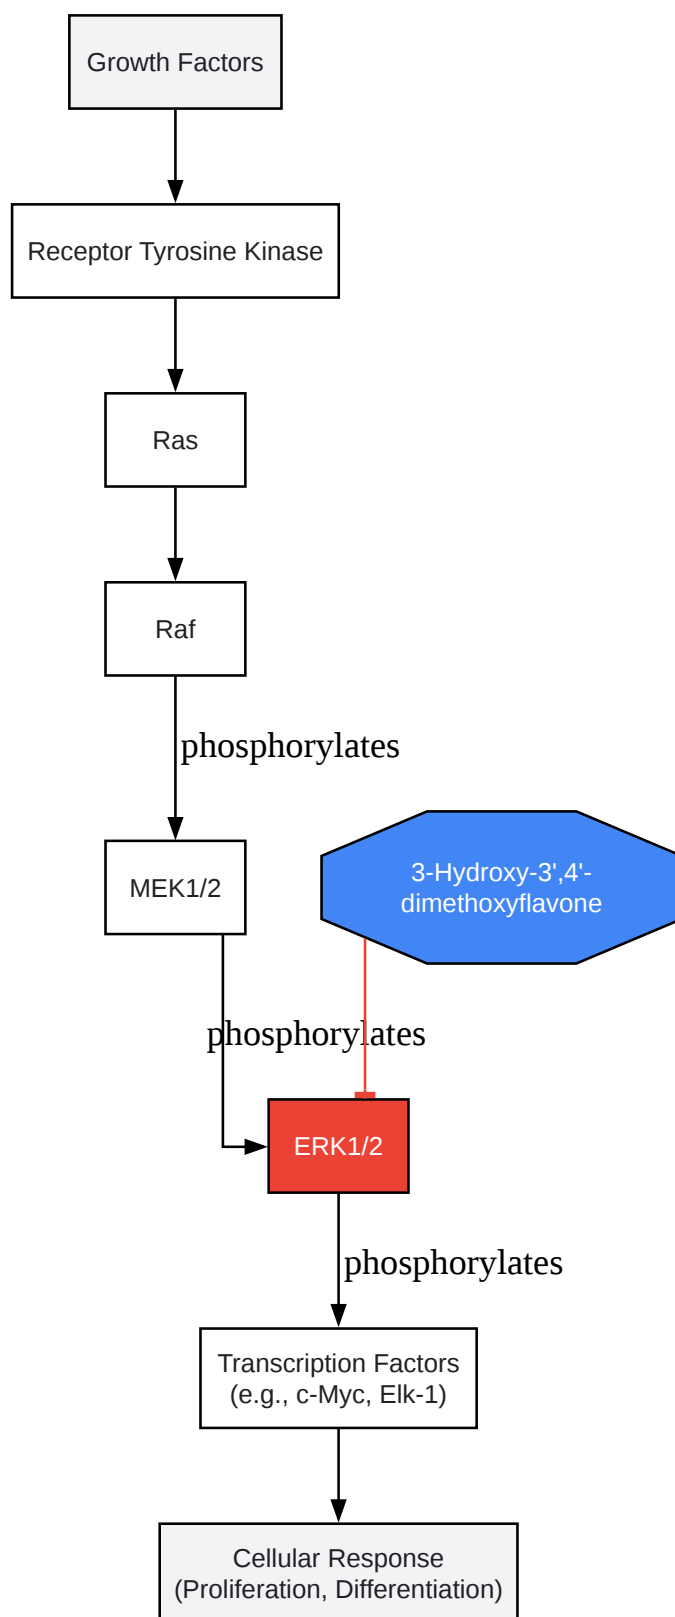 Growth Factors
Receptor Tyrosine Kinase
Ras
Raf
phosphorylates
MEK1/2
3-Hydroxy-3',4'-
dimethoxyflavone
phosphorylates
ERK1/2
phosphorylates
Transcription Factors
(e.g., c-Myc, Elk-1)
Cellular Response
(Proliferation, Differentiation)